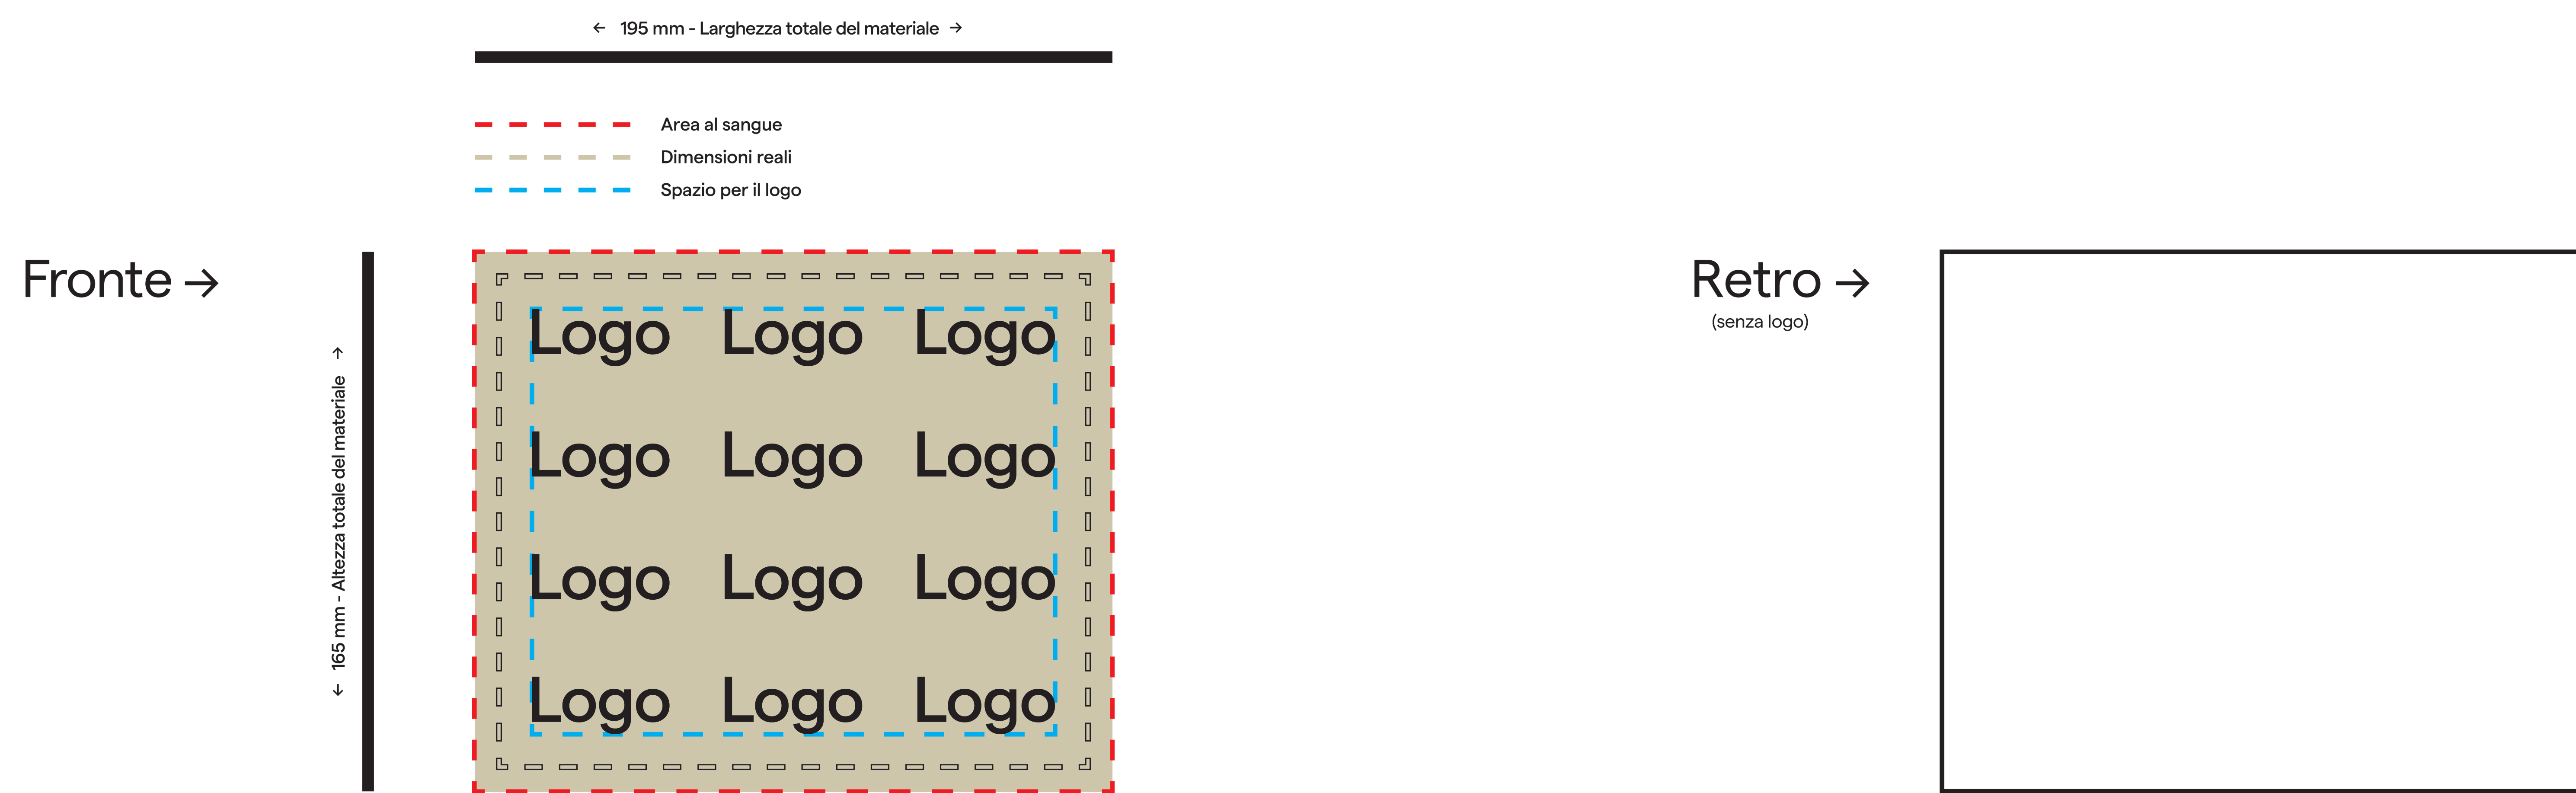 ← 195 mm - Larghezza totale del materiale →
Area al sangue
Dimensioni reali
Spazio per il logo
Fronte →
← 165 mm - Altezza totale del materiale →
Logo Logo Logo
Logo Logo Logo
Logo Logo Logo
Logo Logo Logo
Retro →
(senza logo)